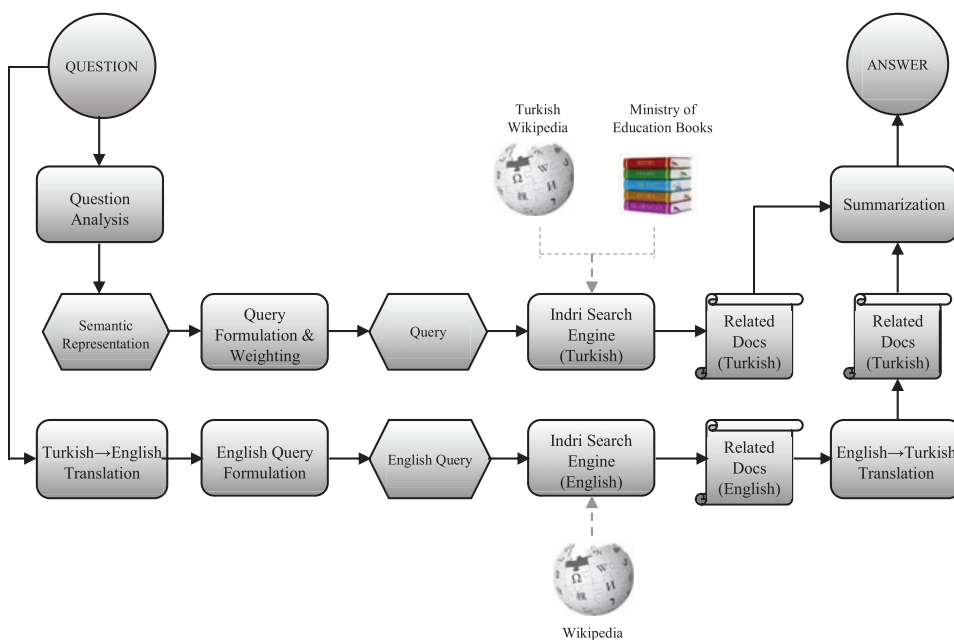 QUESTION
ANSWER
Turkish
Wikipedia
Ministry of
Education Books
Question
Analysis
Summarization
Semantic
Representation
Query
Formulation &
Weighting
Query
Indri Search
Engine
(Turkish)
Related
Docs
(Turkish)
Related
Docs
(Turkish)
Turkish→English
Translation
English Query
Formulation
English Query
Indri Search
Engine
(English)
Related
Docs
(English)
English→Turkish
Translation
Wikipedia